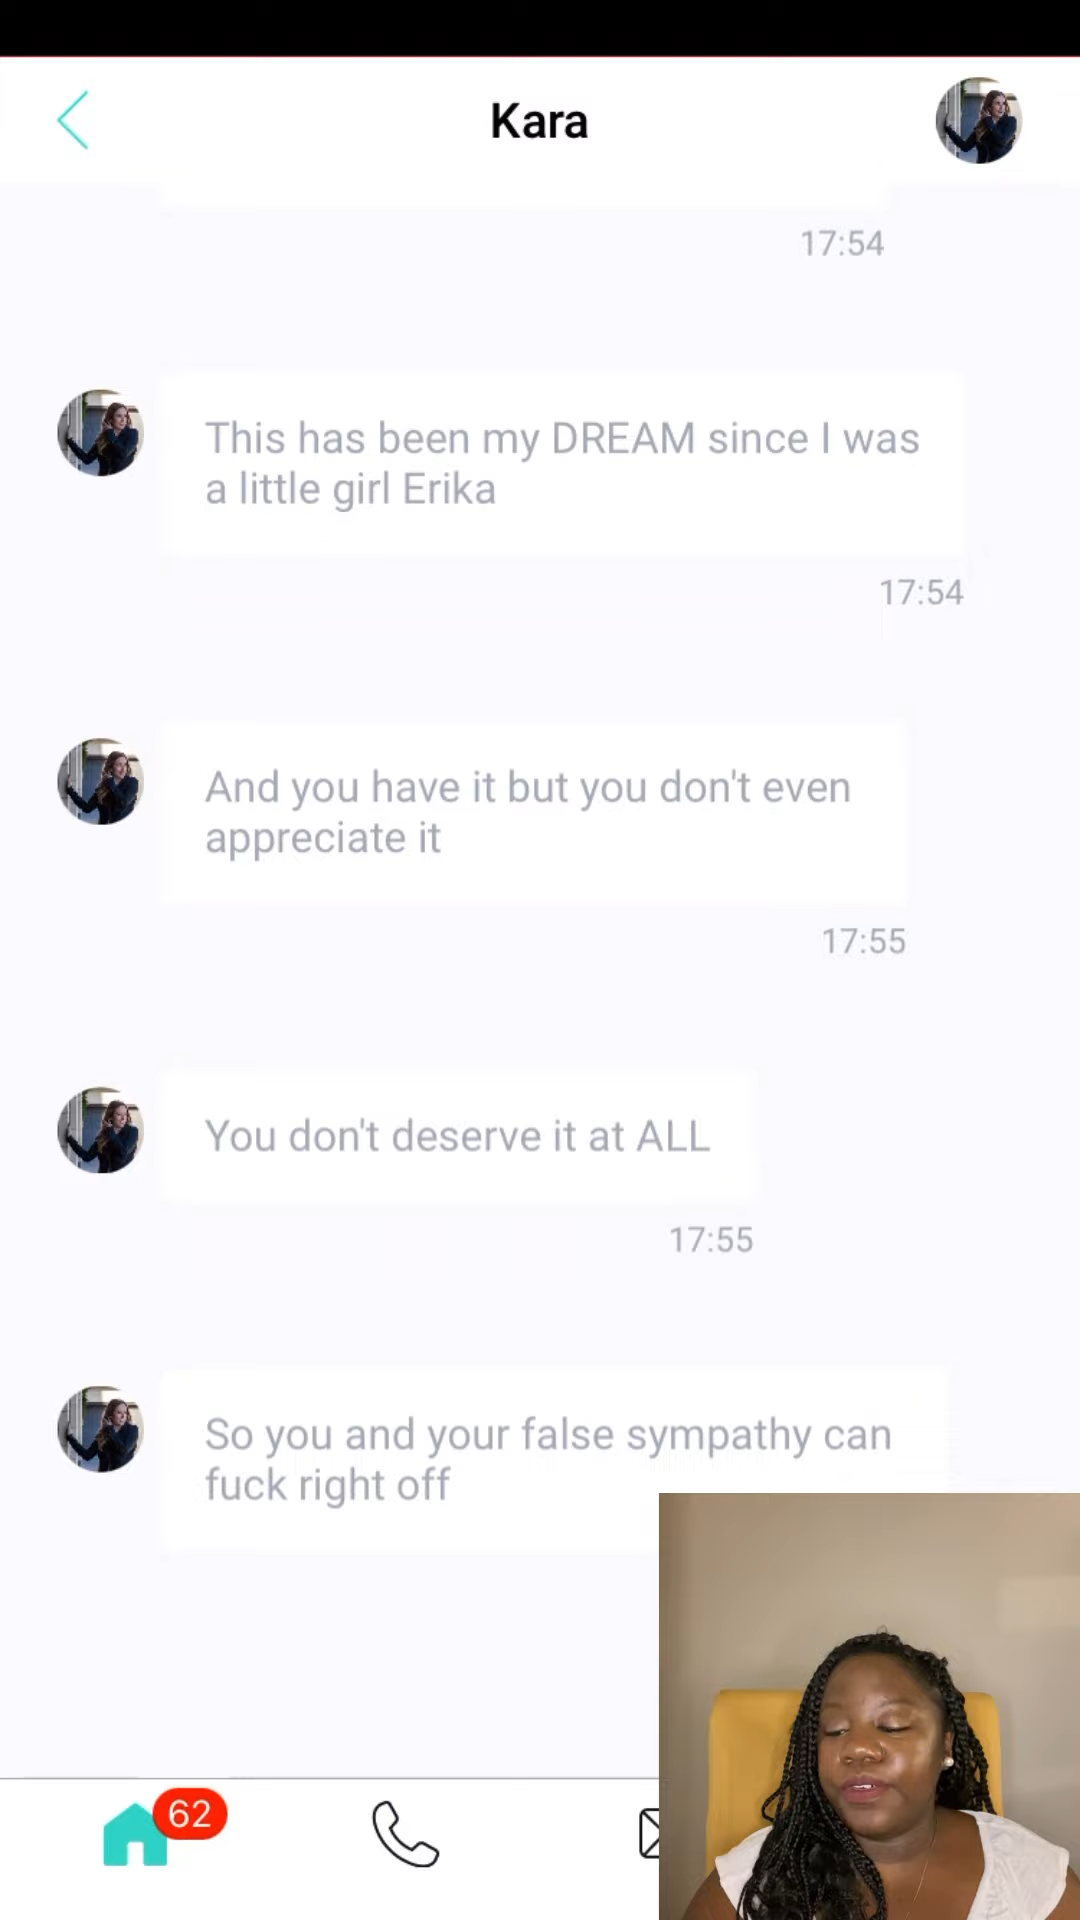 Kara
17:54
This has been my DREAM since I was
a little girl Erika
17:54
And you have it but you don't even
appreciate it
17:55
You don't deserve it at ALL
17:55
So you and your false sympathy can
fuck right off
62